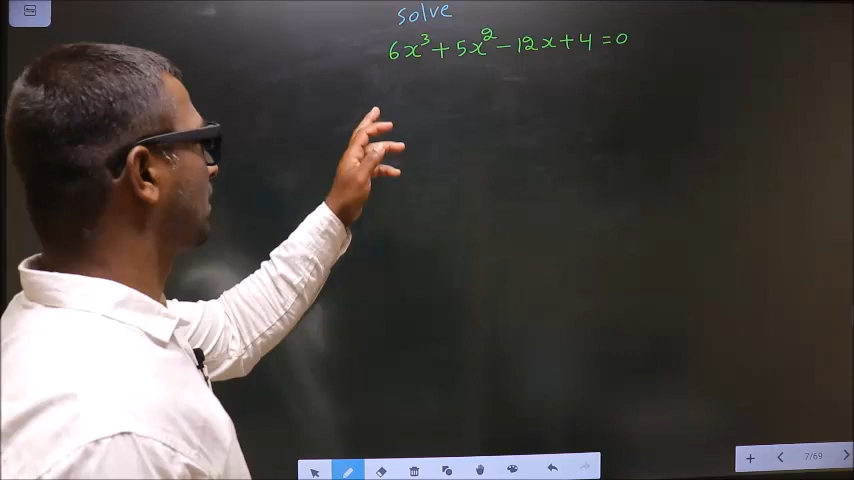 solve
6x³ + 5x² - 12x + 4 = 0
7/69